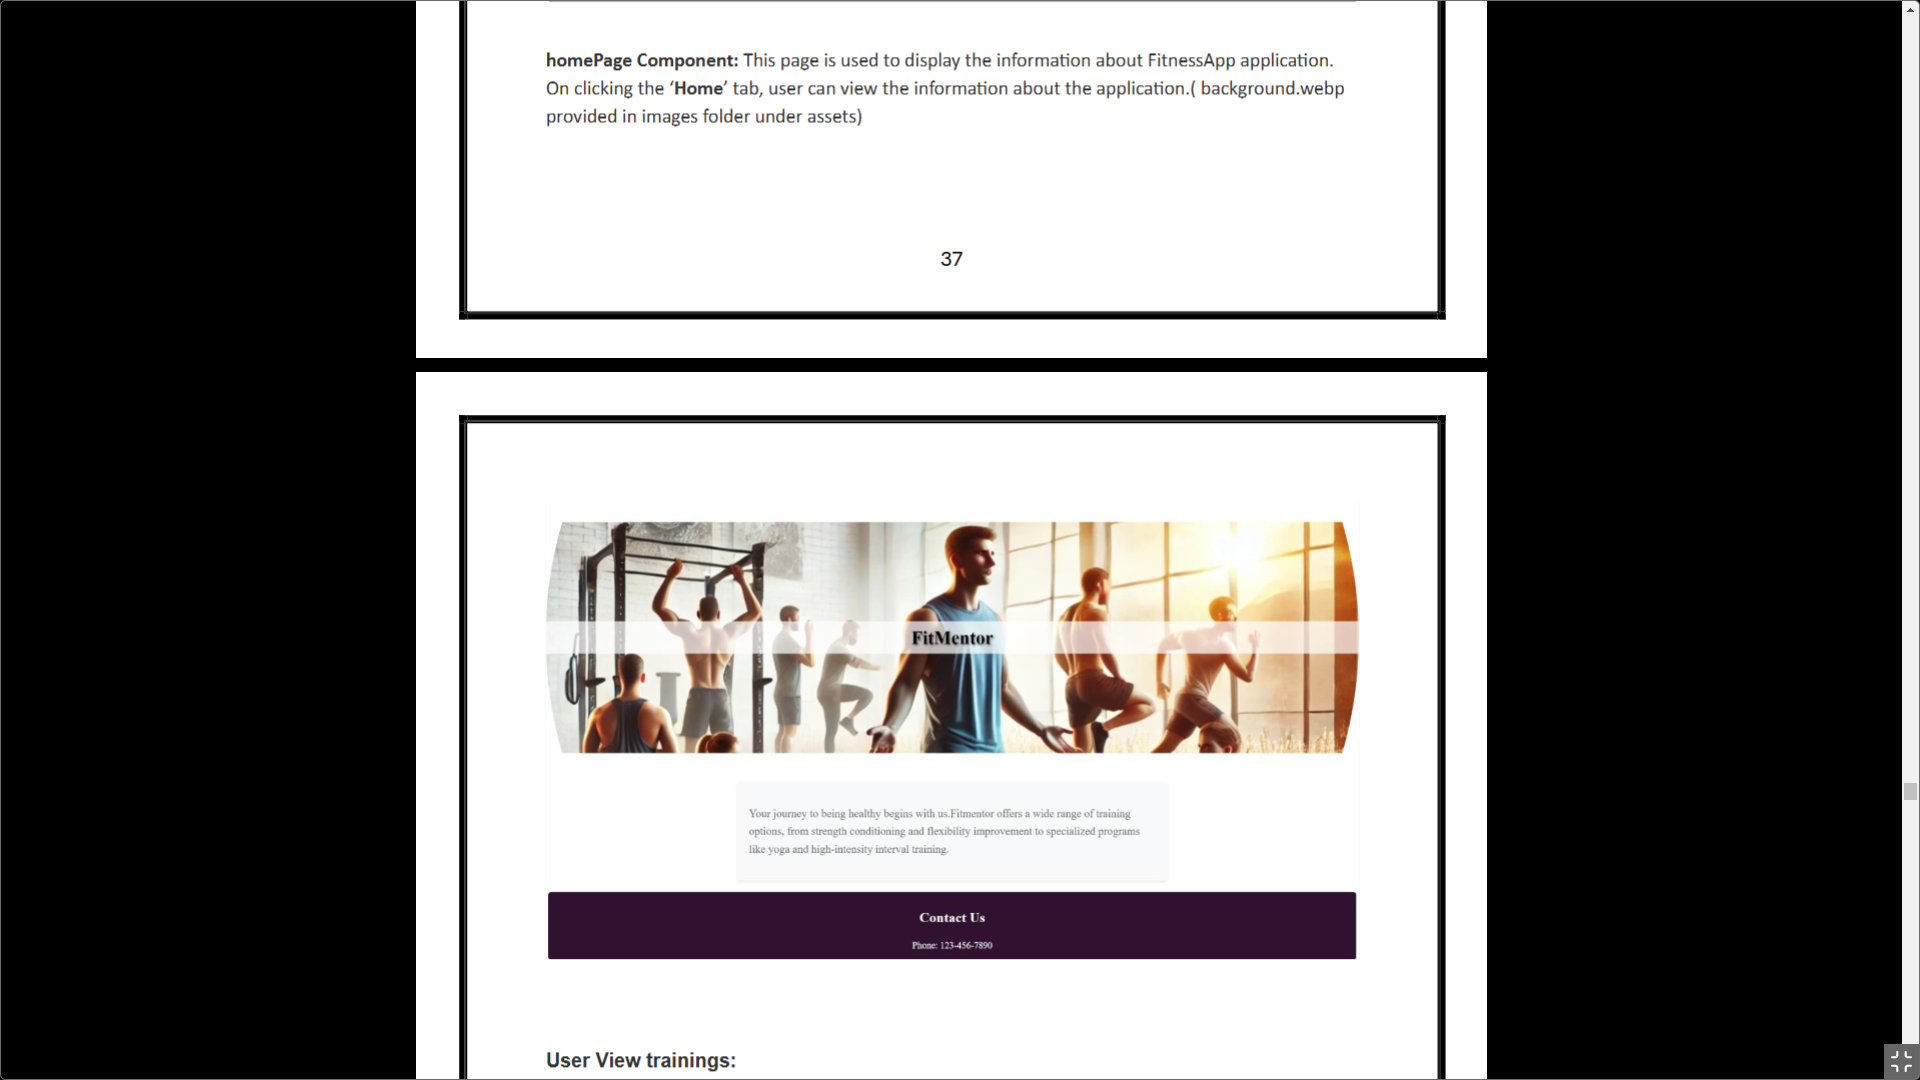 homePage Component: This page is used to display the information about FitnessApp application.
On clicking the ‘Home’ tab, user can view the information about the application.( background.webp
provided in images folder under assets)
37
FitMentor
Your journey to being healthy begins with us.Fitmentor offers a wide range of training
options, from strength conditioning and flexibility improvement to specialized programs
like yoga and high-intensity interval training.
Contact Us
Phone: 123-456-7890
User View trainings: